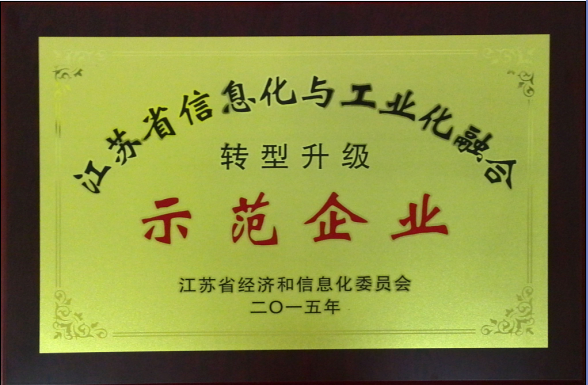 江苏省信息化与工业化融合
转型升级
示范企业
江苏省经济和信息化委员会
二〇一五年